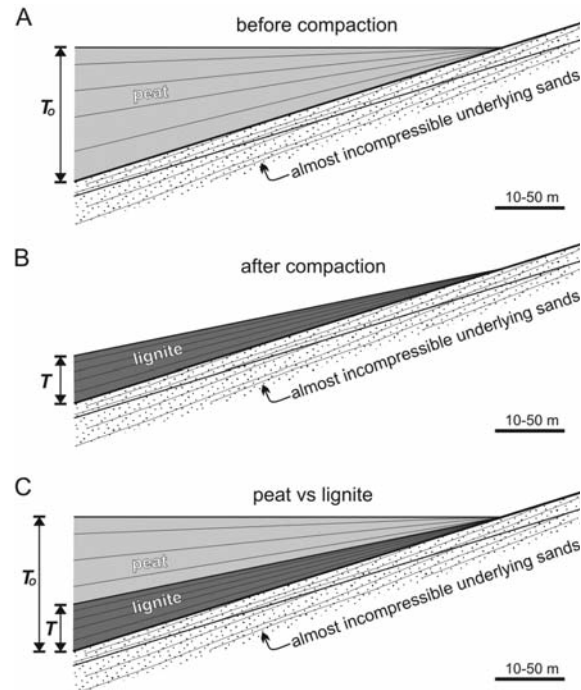 A
before compaction
To
peat
almost incompressible underlying sands
10-50 m
B
after compaction
T
lignite
almost incompressible underlying sands
10-50 m
C
peat vs lignite
To
peat
T
lignite
almost incompressible underlying sands
10-50 m